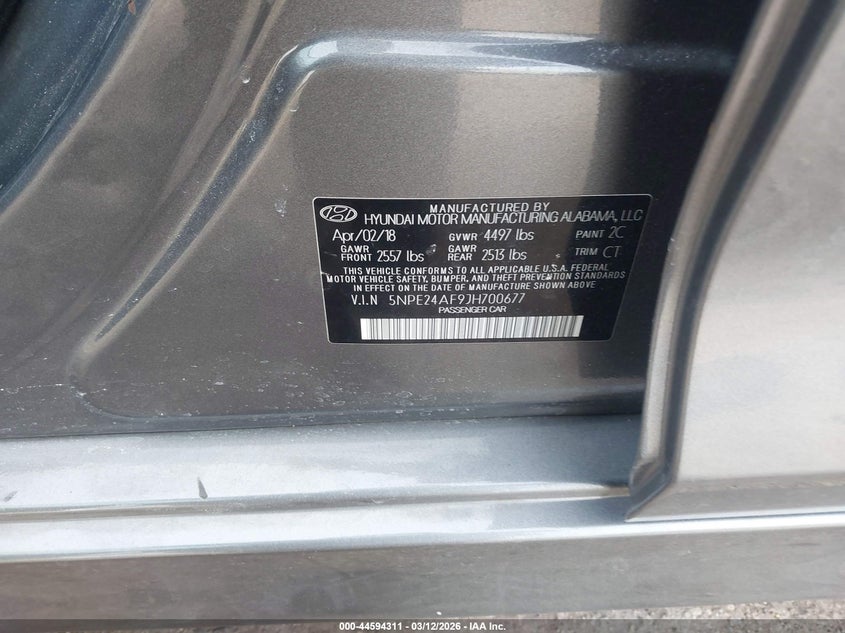 MANUFACTURED BY
HYUNDAI MOTOR MANUFACTURING ALABAMA, LLC
Apr/02/18 GVWR 4497 lbs PAINT 2C
GAWR FRONT 2557 lbs GAWR REAR 2513 lbs TRIM CT
THIS VEHICLE CONFORMS TO ALL APPLICABLE U.S.A. FEDERAL
MOTOR VEHICLE SAFETY, BUMPER, AND THEFT PREVENTION STANDARDS
IN EFFECT ON THE DATE OF MANUFACTURE SHOWN ABOVE
V.I.N 5NPE24AF9JH700677
PASSENGER CAR
000-44594311 - 03/12/2026 - IAA Inc.